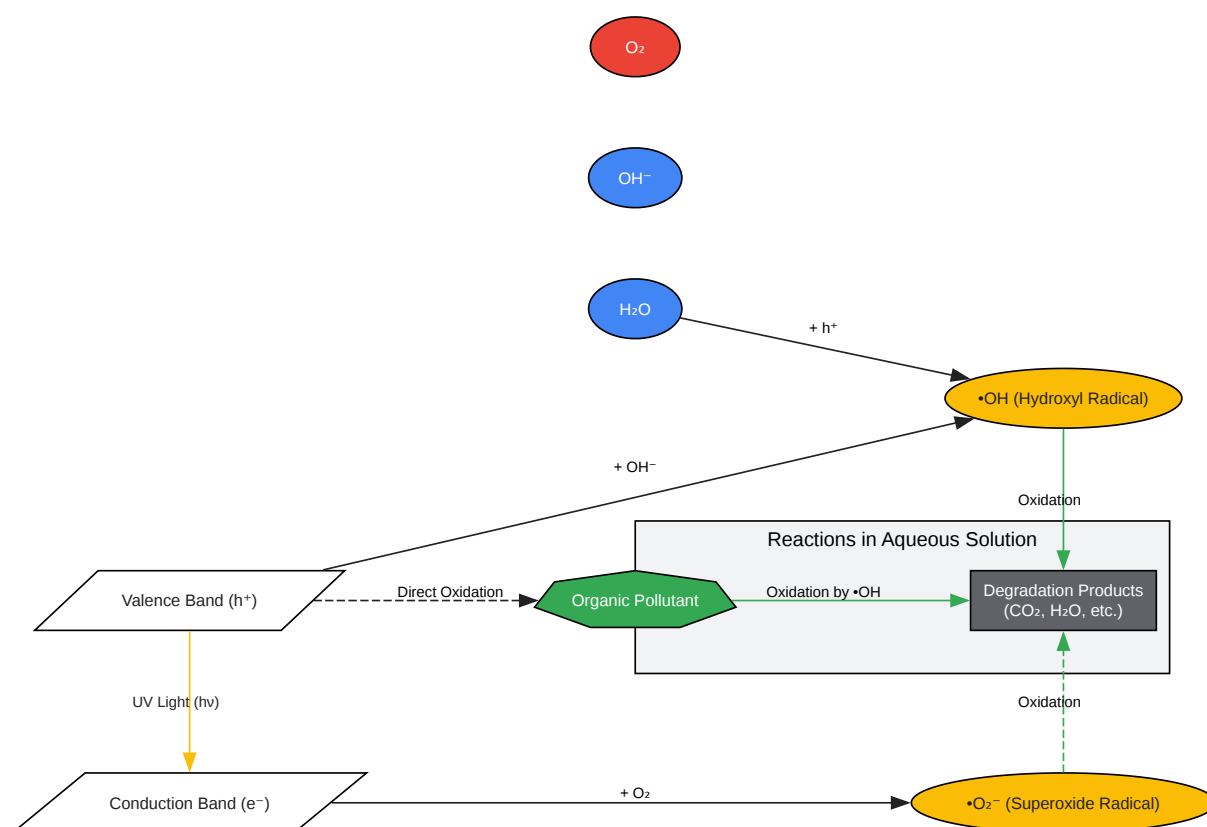 O₂
OH⁻
H₂O
+ h⁺
•OH (Hydroxyl Radical)
+ OH⁻
Oxidation
Reactions in Aqueous Solution
Valence Band (h⁺)
Direct Oxidation
Organic Pollutant
Oxidation by •OH
Degradation Products
(CO₂, H₂O, etc.)
UV Light (hν)
Oxidation
Conduction Band (e⁻)
+ O₂
•O₂⁻ (Superoxide Radical)